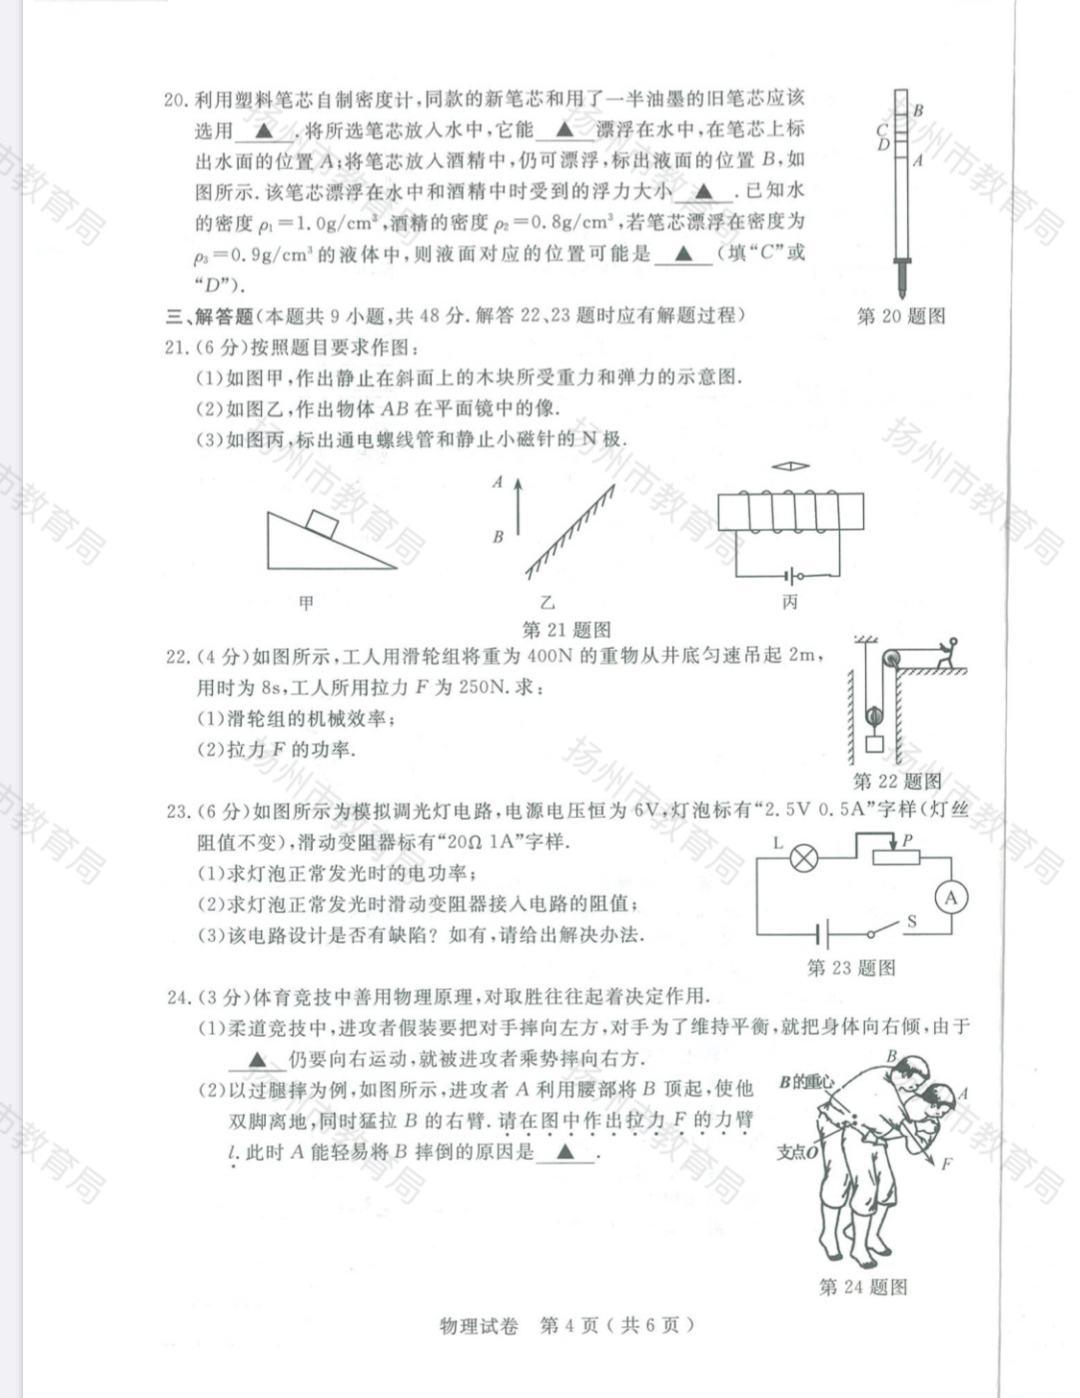 20. 利用塑料笔芯自制密度计,同款的新笔芯和用了一半油墨的旧笔芯应该
选用 ▲ .将所选笔芯放入水中,它能 ▲ 漂浮在水中,在笔芯上标
出水面的位置 A;将笔芯放入酒精中,仍可漂浮,标出液面的位置 B,如
图所示.该笔芯漂浮在水中和酒精中时受到的浮力大小 ▲ .已知水
的密度 ρ₁=1.0g/cm³,酒精的密度 ρ₂=0.8g/cm³,若笔芯漂浮在密度为
ρ₃=0.9g/cm³ 的液体中,则液面对应的位置可能是 ▲ (填“C”或
“D”).
B
C
D
A
第 20 题图
三、解答题(本题共 9 小题,共 48 分.解答 22、23 题时应有解题过程)
21. (6 分)按照题目要求作图:
(1)如图甲,作出静止在斜面上的木块所受重力和弹力的示意图.
(2)如图乙,作出物体 AB 在平面镜中的像.
(3)如图丙,标出通电螺线管和静止小磁针的 N 极.
A
B
甲
乙
丙
第 21 题图
22. (4 分)如图所示,工人用滑轮组将重为 400N 的重物从井底匀速吊起 2m,
用时为 8s,工人所用拉力 F 为 250N.求:
(1)滑轮组的机械效率;
(2)拉力 F 的功率.
第 22 题图
23. (6 分)如图所示为模拟调光灯电路,电源电压恒为 6V,灯泡标有“2.5V 0.5A”字样(灯丝
阻值不变),滑动变阻器标有“20Ω 1A”字样.
(1)求灯泡正常发光时的电功率;
(2)求灯泡正常发光时滑动变阻器接入电路的阻值;
(3)该电路设计是否有缺陷? 如有,请给出解决办法.
L
P
A
S
第 23 题图
24. (3 分)体育竞技中善用物理原理,对取胜往往起着决定作用.
(1)柔道竞技中,进攻者假装要把对手摔向左方,对手为了维持平衡,就把身体向右倾,由于
▲ 仍要向右运动,就被进攻者乘势摔向右方.
(2)以过腿摔为例,如图所示,进攻者 A 利用腰部将 B 顶起,使他
双脚离地,同时猛拉 B 的右臂.请在图中作出拉力 F 的力臂
l.此时 A 能轻易将 B 摔倒的原因是 ▲ .
B
B的重心
A
支点O
F
第 24 题图
物理试卷 第 4 页(共 6 页)
扬州市教育局